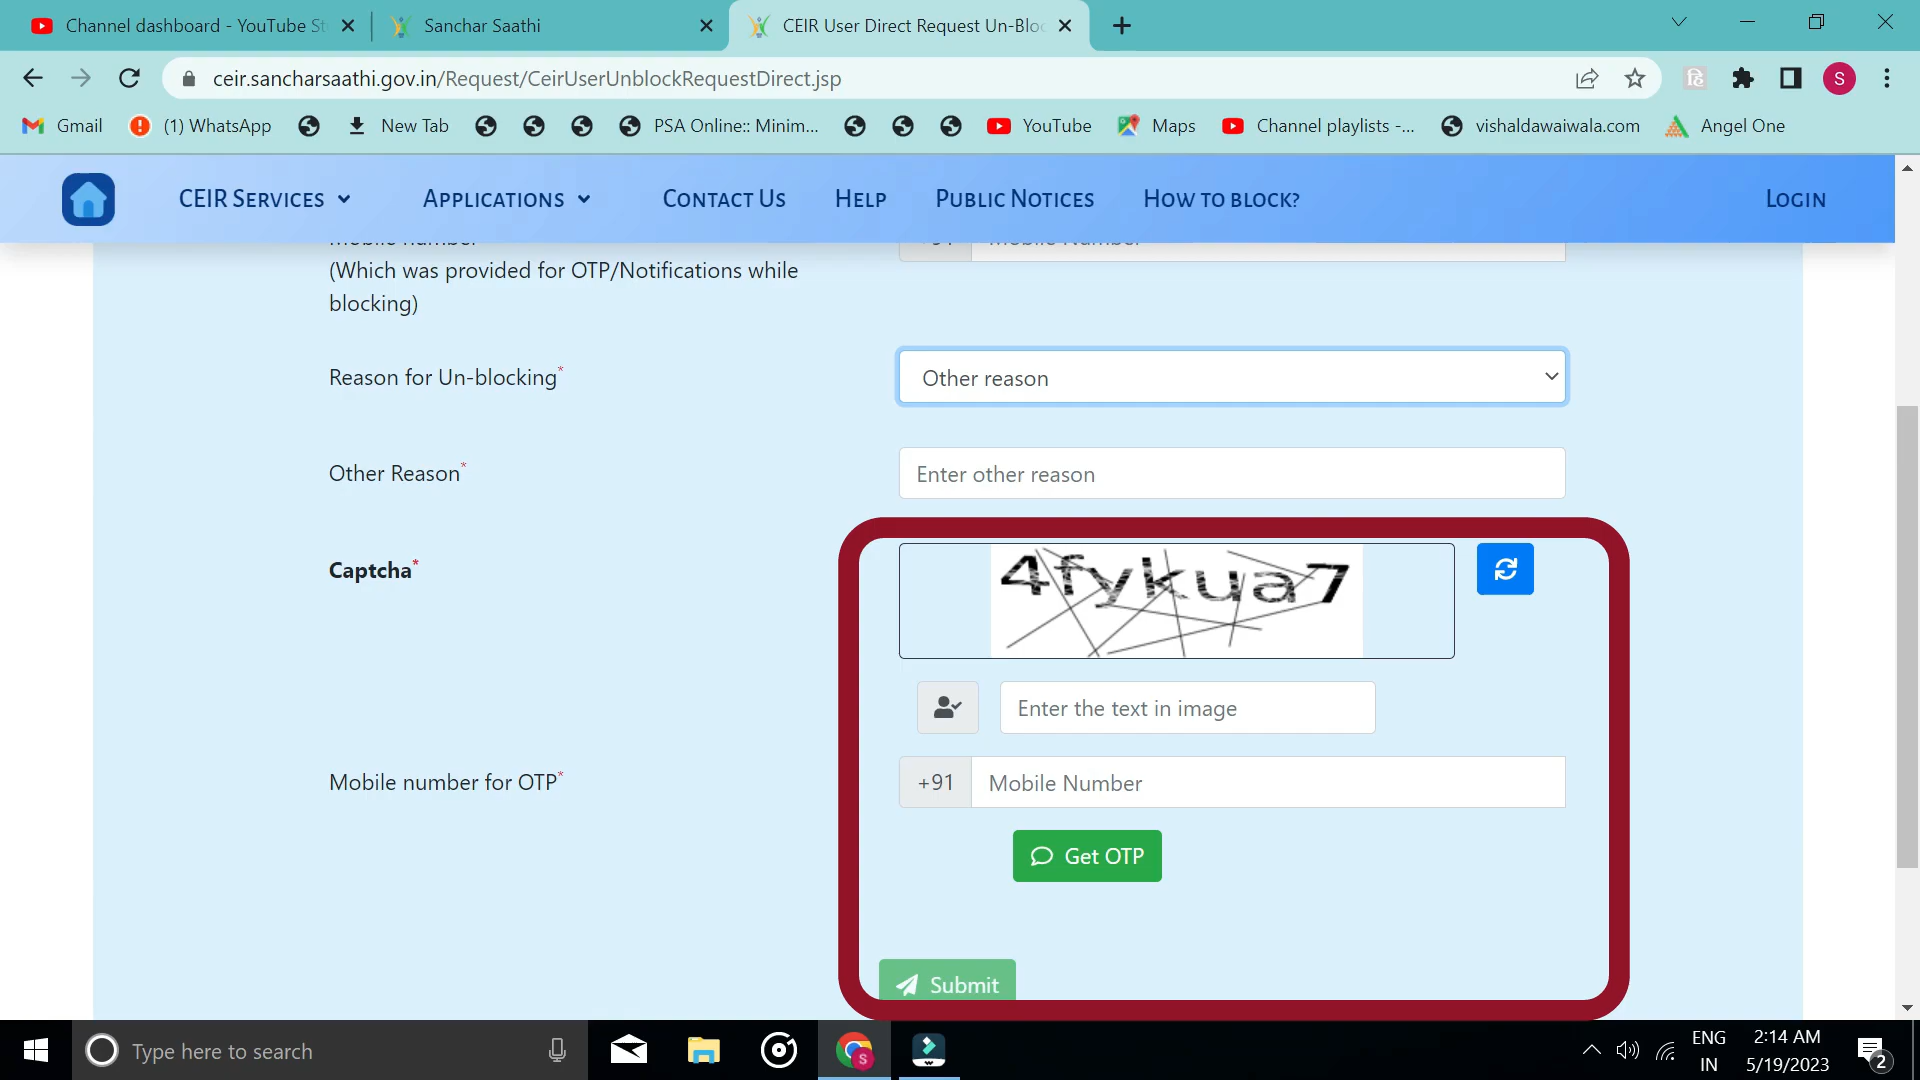 Channel dashboard - YouTube St
Sanchar Saathi
CEIR User Direct Request Un-Bloc
ceir.sancharsaathi.gov.in/Request/CeirUserUnblockRequestDirect.jsp
S
Gmail
(1) WhatsApp
New Tab
PSA Online:: Minim...
YouTube
Maps
Channel playlists -...
vishaldawaiwala.com
Angel One
CEIR Services
Applications
Contact Us
Help
Public Notices
How to block?
Login
(Which was provided for OTP/Notifications while
blocking)
Reason for Un-blocking*
Other reason
Other Reason*
Enter other reason
Captcha*
4fykua7
Enter the text in image
Mobile number for OTP*
+91
Mobile Number
Get OTP
Submit
Type here to search
S
ENG
IN
2:14 AM
5/19/2023
2